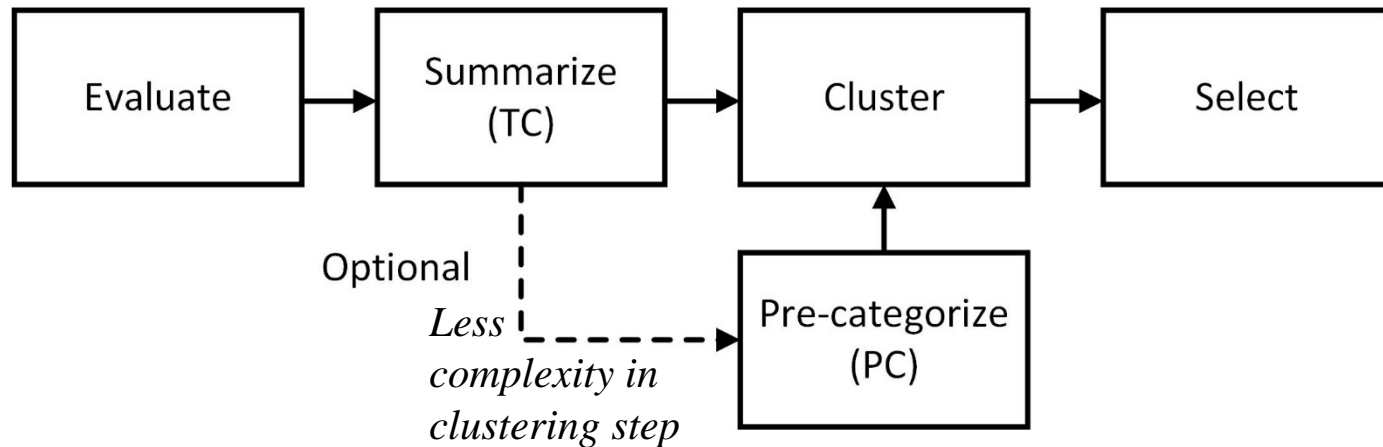 Evaluate
Summarize
(TC)
Cluster
Select
Optional
Less
complexity in
clustering step
Pre-categorize
(PC)